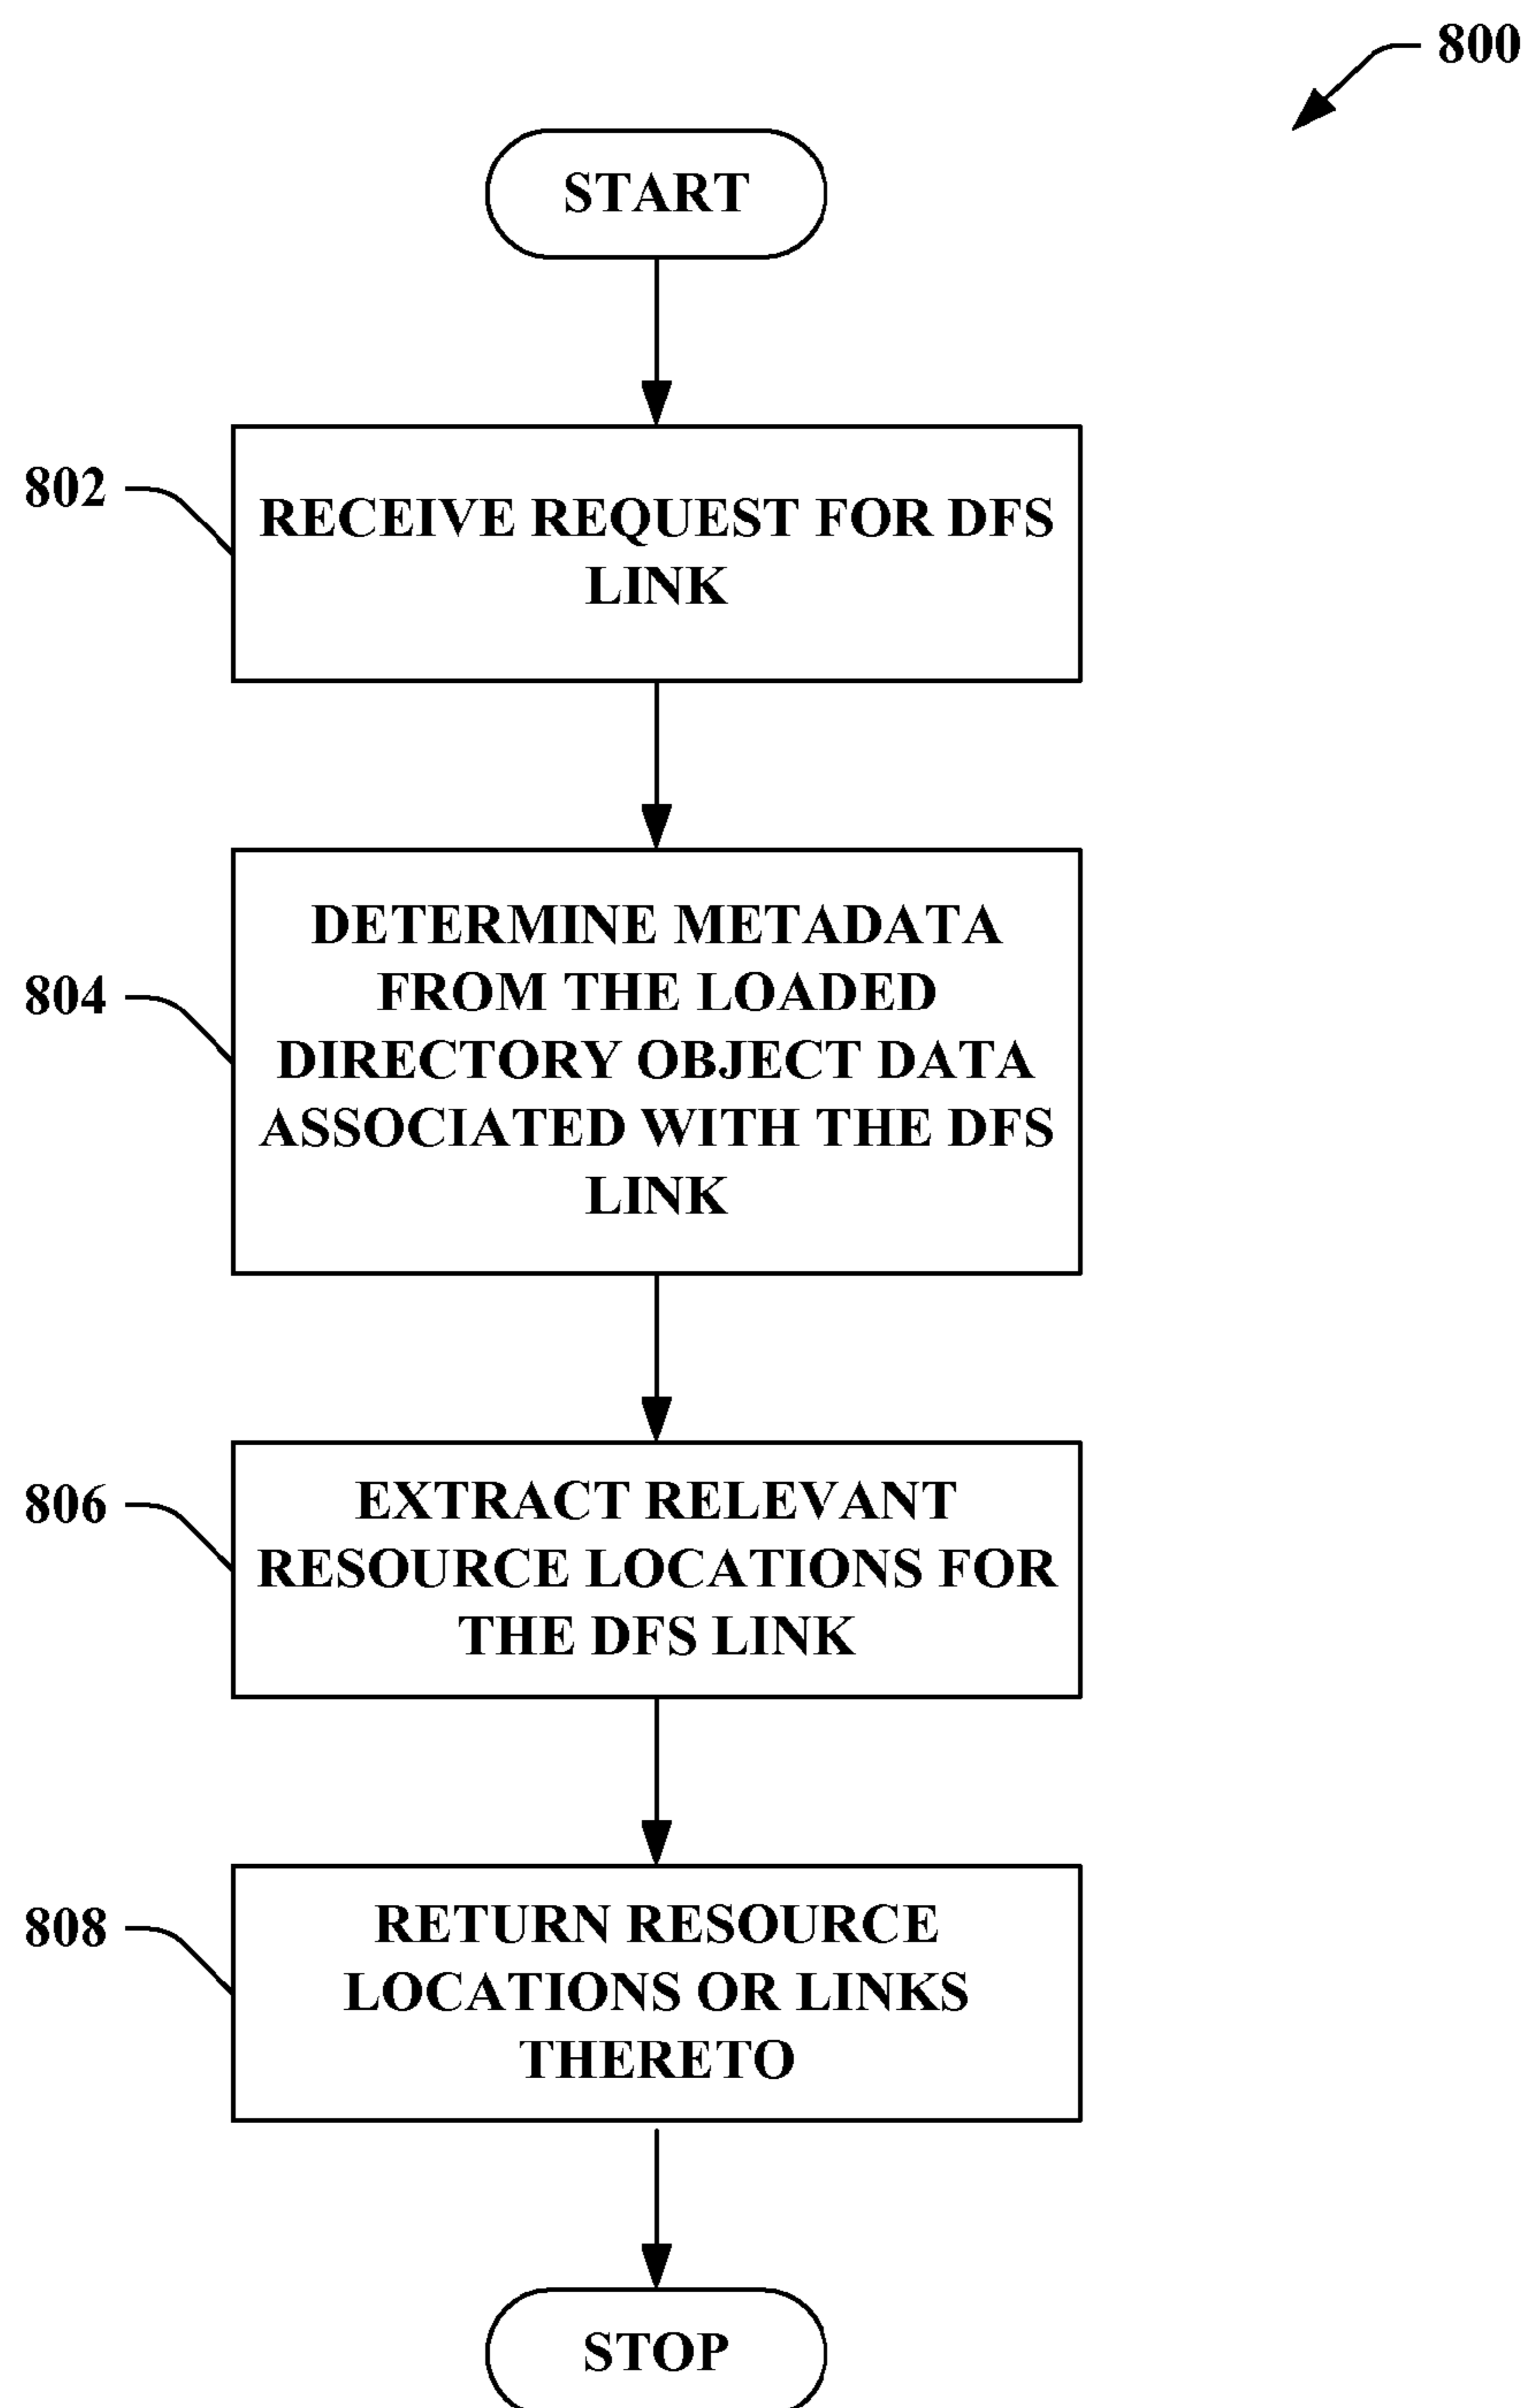 800
START
802
RECEIVE REQUEST FOR DFS
LINK
804
DETERMINE METADATA
FROM THE LOADED
DIRECTORY OBJECT DATA
ASSOCIATED WITH THE DFS
LINK
806
EXTRACT RELEVANT
RESOURCE LOCATIONS FOR
THE DFS LINK
808
RETURN RESOURCE
LOCATIONS OR LINKS
THERETO
STOP